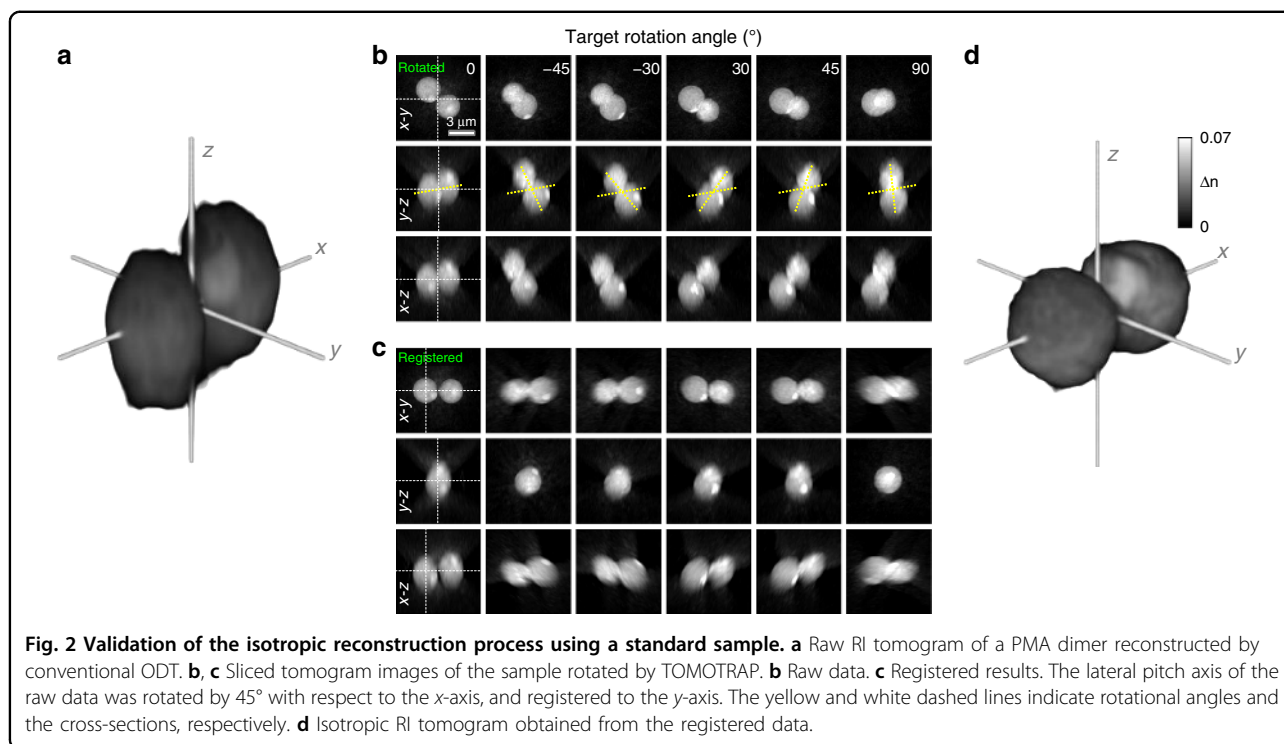 Target rotation angle (°)
a
b
d
Rotated
0
−45
−30
30
45
90
x-y
3 μm
y-z
x-z
z
x
y
z
x
y
0.07
Δn
0
c
Registered
x-y
y-z
x-z
Fig. 2 Validation of the isotropic reconstruction process using a standard sample. a Raw RI tomogram of a PMA dimer reconstructed by
conventional ODT. b, c Sliced tomogram images of the sample rotated by TOMOTRAP. b Raw data. c Registered results. The lateral pitch axis of the
raw data was rotated by 45° with respect to the x-axis, and registered to the y-axis. The yellow and white dashed lines indicate rotational angles and
the cross-sections, respectively. d Isotropic RI tomogram obtained from the registered data.